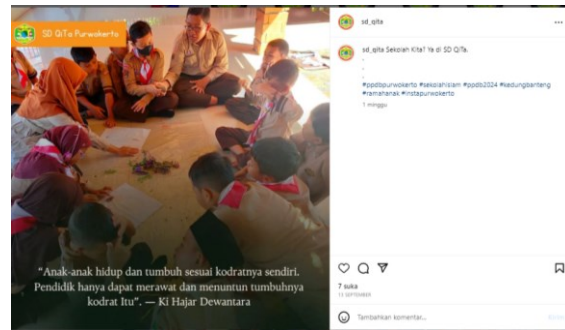 SD QiTa Purwokerto
"Anak-anak hidup dan tumbuh sesuai kodratnya sendiri.
Pendidik hanya dapat merawat dan menuntun tumbuhnya
kodrat Itu". — Ki Hajar Dewantara
sd_qita
sd_qita Sekolah Kita? Ya di SD QiTa.
.
.
.
#ppdbpurwokerto #sekolahislam #ppdb2024 #kedungbanteng
#ramahanak #instapurwokerto
1 minggu
7 suka
13 SEPTEMBER
Tambahkan komentar...